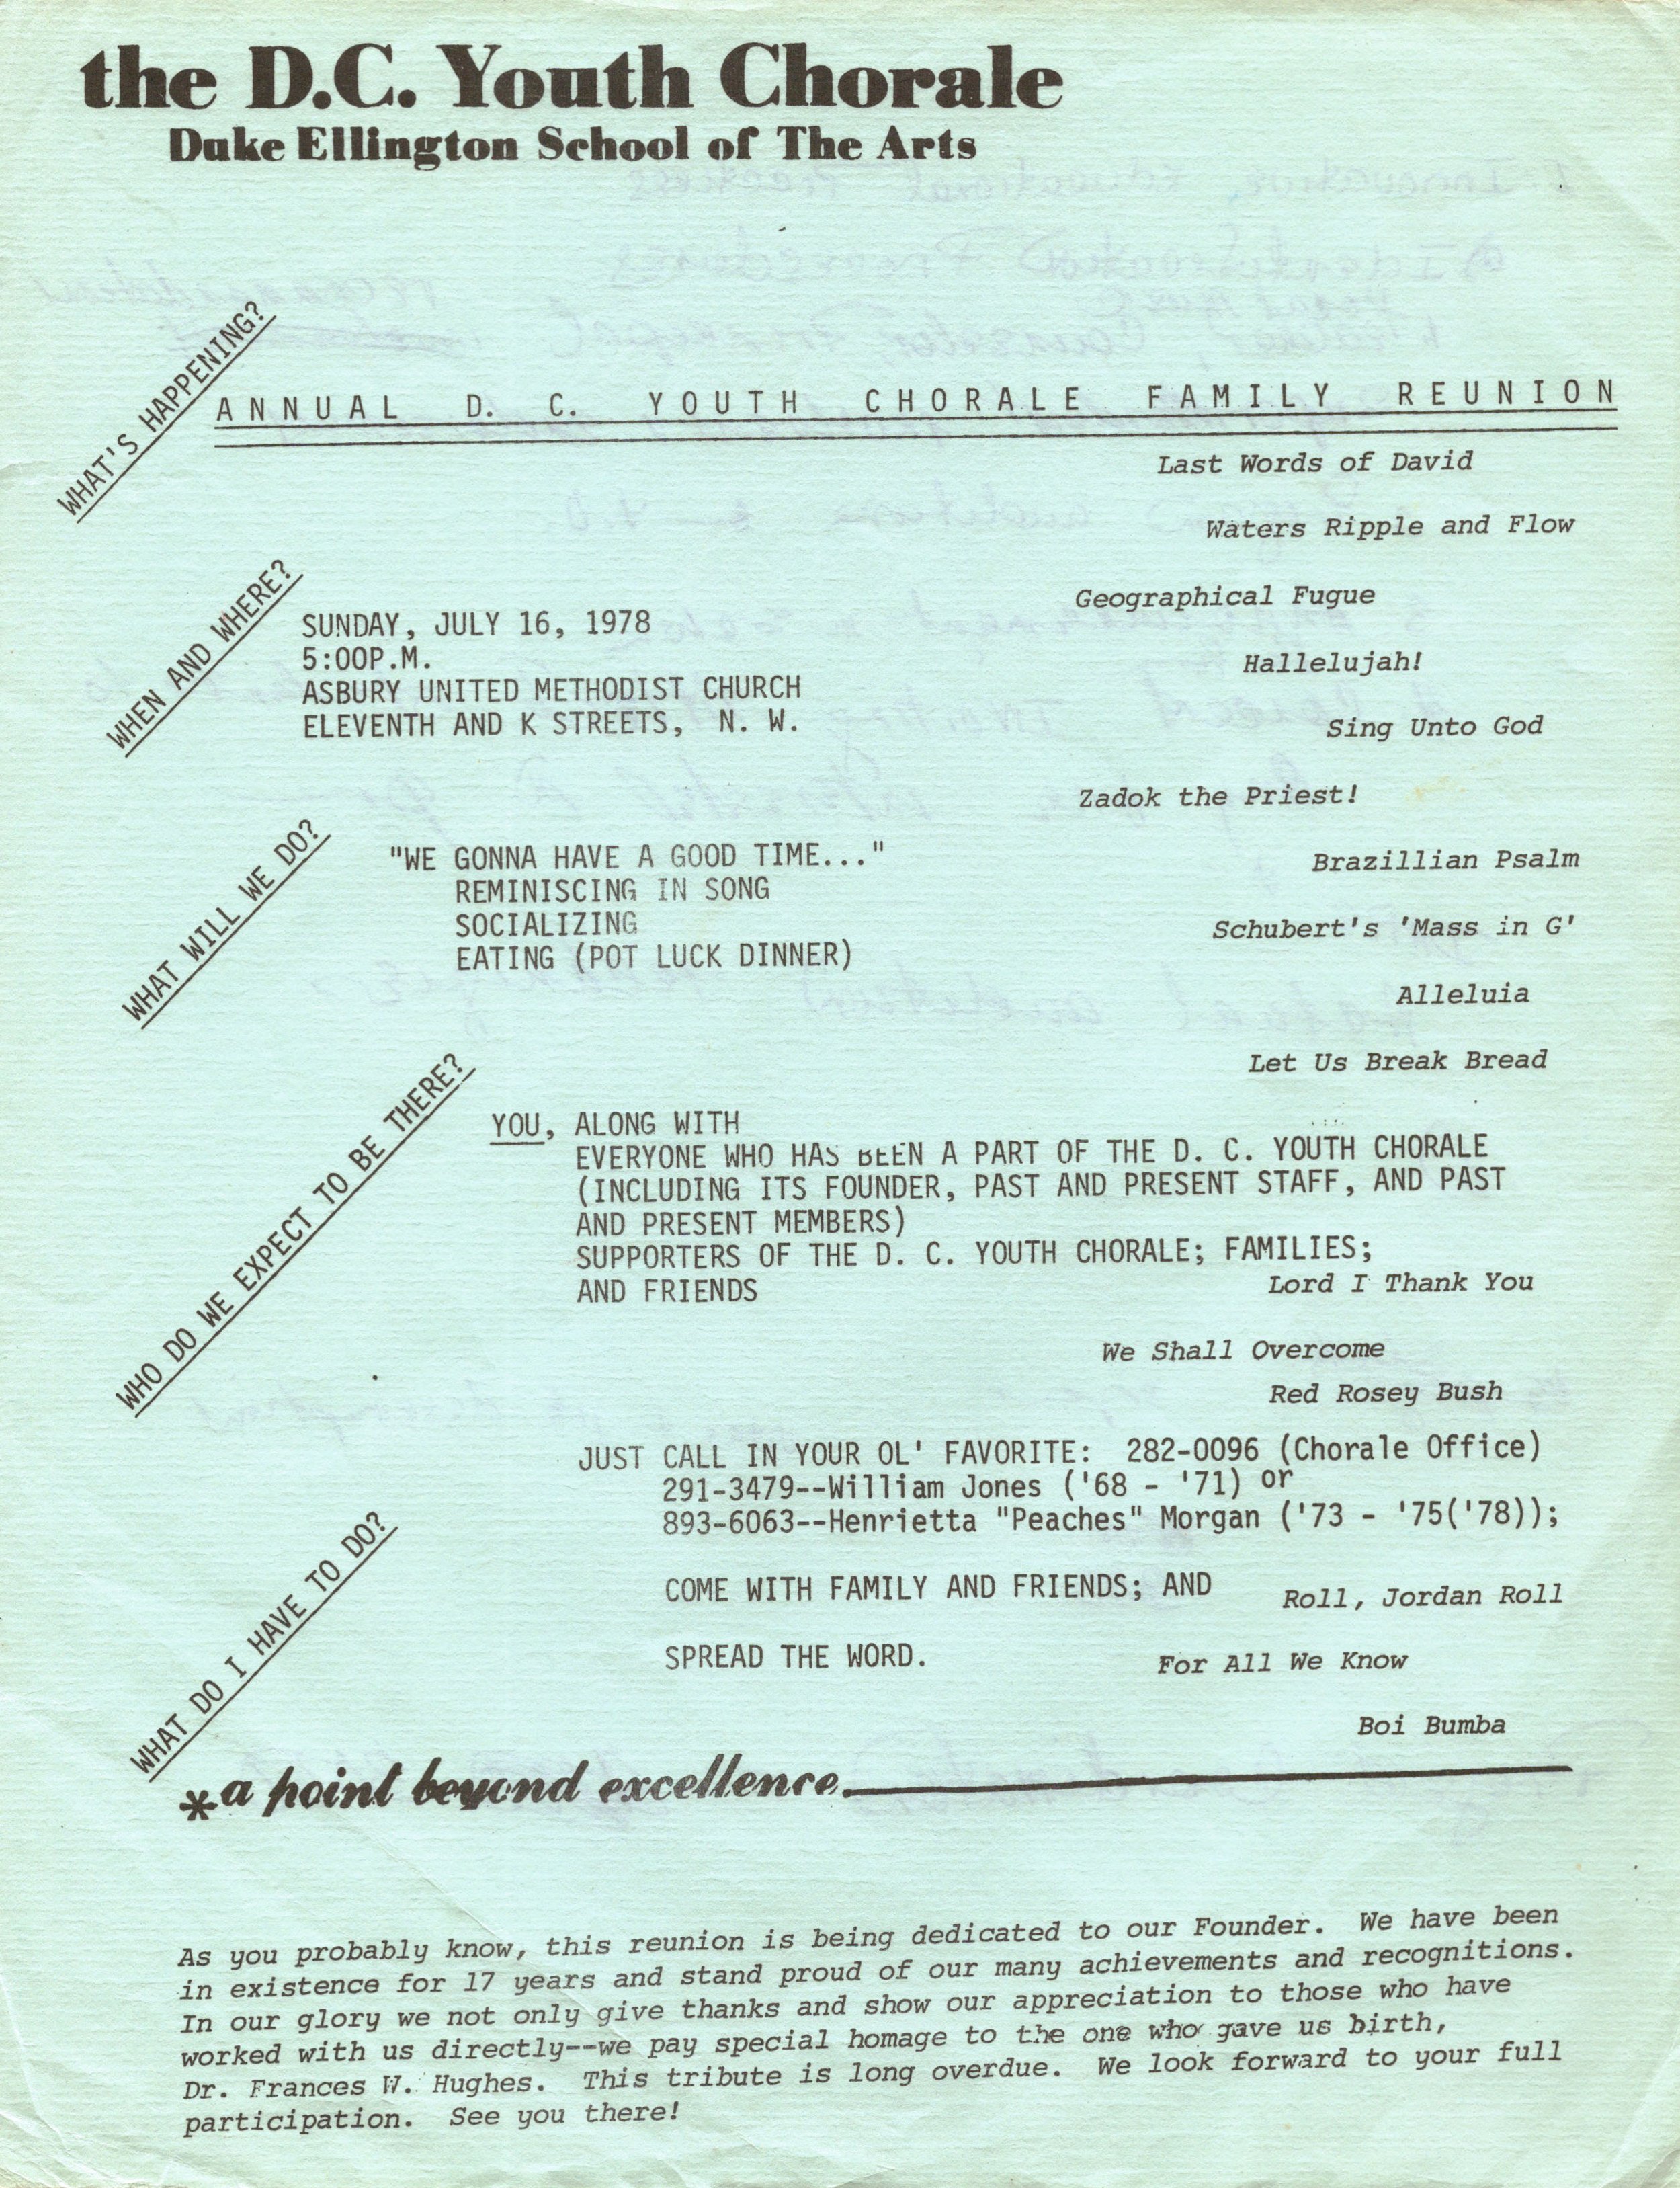 the D.C. Youth Chorale
Duke Ellington School of The Arts
WHAT'S HAPPENING?
ANNUAL D. C. YOUTH CHORALE FAMILY REUNION
Last Words of David
Waters Ripple and Flow
WHEN AND WHERE?
Geographical Fugue
SUNDAY, JULY 16, 1978
5:00P.M.
Hallelujah!
ASBURY UNITED METHODIST CHURCH
ELEVENTH AND K STREETS, N. W.
Sing Unto God
Zadok the Priest!
WHAT WILL WE DO?
"WE GONNA HAVE A GOOD TIME..."
Brazillian Psalm
REMINISCING IN SONG
SOCIALIZING
Schubert's 'Mass in G'
EATING (POT LUCK DINNER)
Alleluia
Let Us Break Bread
WHO DO WE EXPECT TO BE THERE?
YOU, ALONG WITH
EVERYONE WHO HAS BEEN A PART OF THE D. C. YOUTH CHORALE
(INCLUDING ITS FOUNDER, PAST AND PRESENT STAFF, AND PAST
AND PRESENT MEMBERS)
SUPPORTERS OF THE D. C. YOUTH CHORALE; FAMILIES;
AND FRIENDS
Lord I Thank You
We Shall Overcome
Red Rosey Bush
WHAT DO I HAVE TO DO?
JUST CALL IN YOUR OL' FAVORITE: 282-0096 (Chorale Office)
291-3479--William Jones ('68 - '71) or
893-6063--Henrietta "Peaches" Morgan ('73 - '75('78));
COME WITH FAMILY AND FRIENDS; AND
Roll, Jordan Roll
SPREAD THE WORD.
For All We Know
Boi Bumba
*a point beyond excellence.
As you probably know, this reunion is being dedicated to our Founder. We have been
in existence for 17 years and stand proud of our many achievements and recognitions.
In our glory we not only give thanks and show our appreciation to those who have
worked with us directly--we pay special homage to the one who gave us birth,
Dr. Frances W. Hughes. This tribute is long overdue. We look forward to your full
participation. See you there!